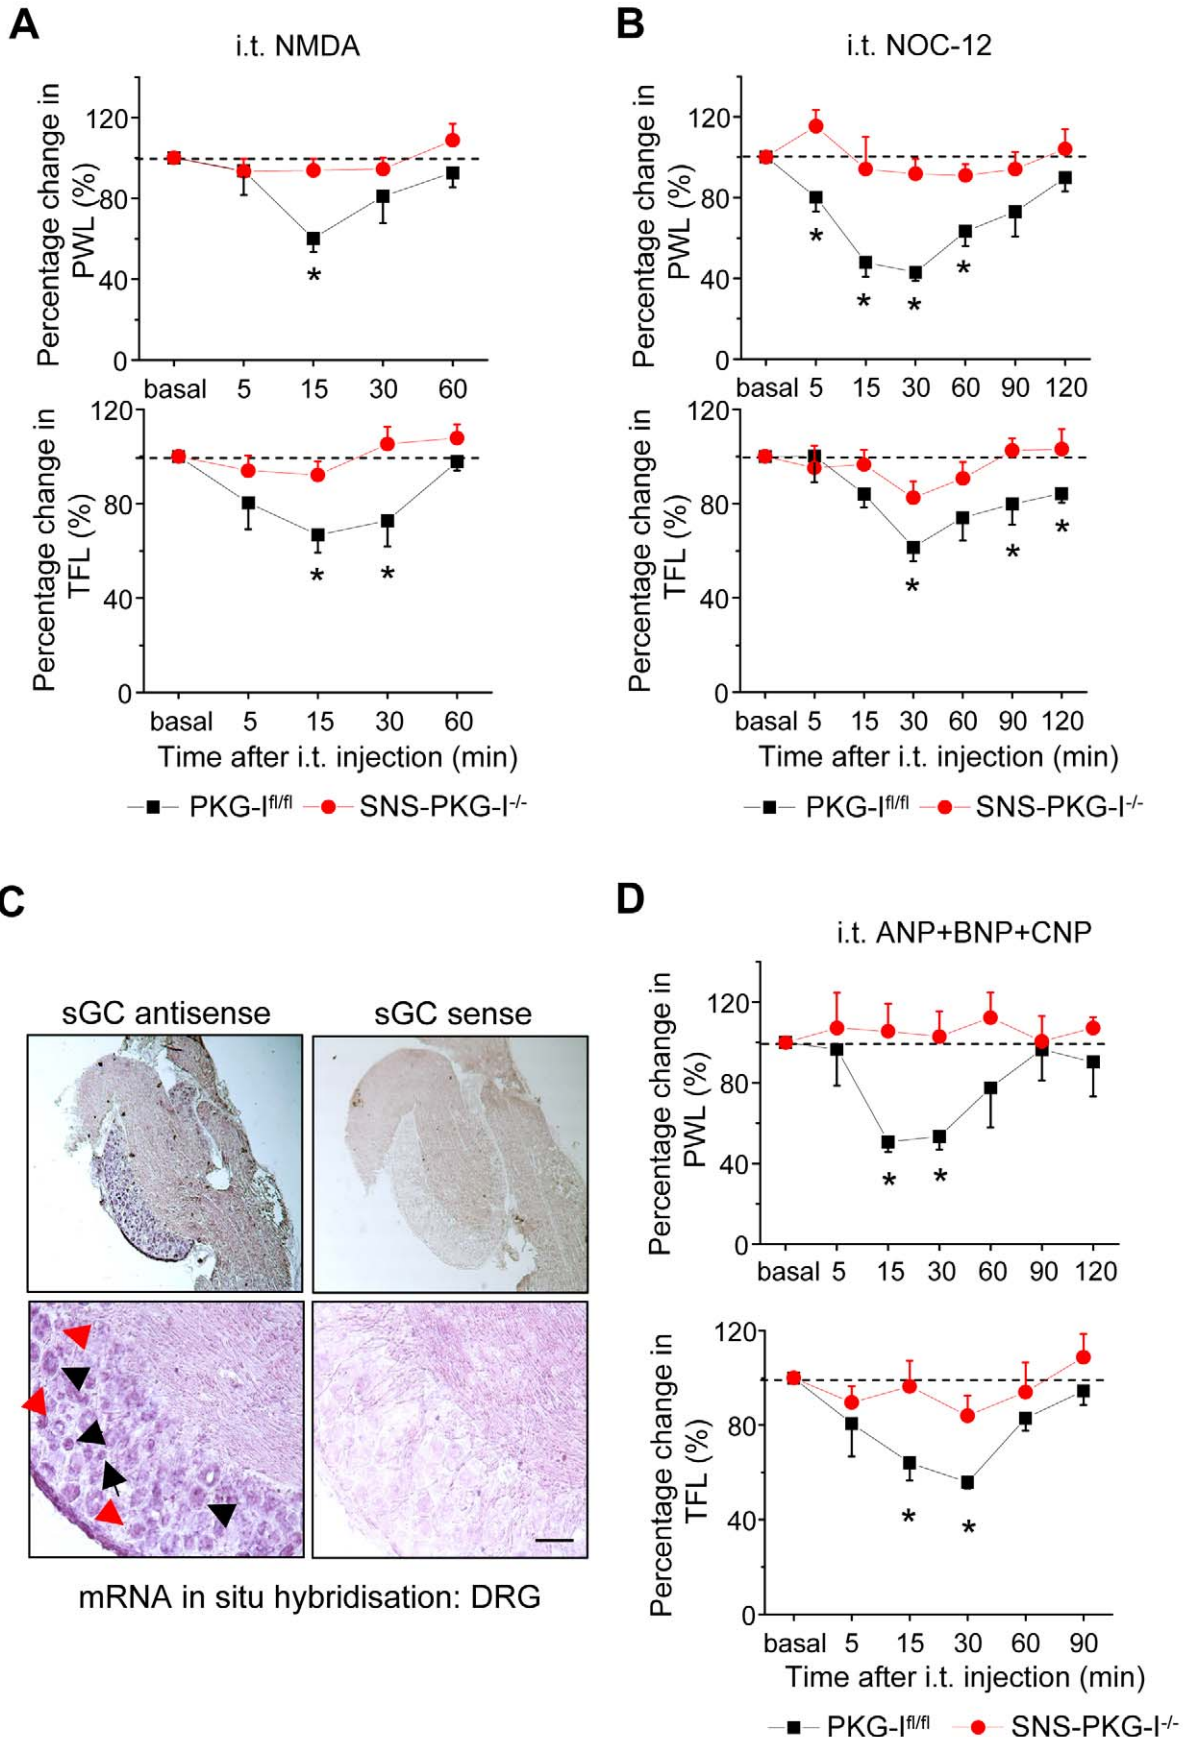 A
i.t. NMDA
Percentage change in
PWL (%)
120
80
40
0
basal 5 15 30 60
Percentage change in
TFL (%)
120
80
40
0
basal 5 15 30 60
Time after i.t. injection (min)
PKG-I^fl/fl SNS-PKG-I^-/-
B
i.t. NOC-12
Percentage change in
PWL (%)
120
80
40
0
basal 5 15 30 60 90 120
Percentage change in
TFL (%)
120
80
40
0
basal 5 15 30 60 90 120
Time after i.t. injection (min)
PKG-I^fl/fl SNS-PKG-I^-/-
C
sGC antisense sGC sense
mRNA in situ hybridisation: DRG
D
i.t. ANP+BNP+CNP
Percentage change in
PWL (%)
120
80
40
0
basal 5 15 30 60 90 120
Percentage change in
TFL (%)
120
80
40
0
basal 5 15 30 60 90
Time after i.t. injection (min)
PKG-I^fl/fl SNS-PKG-I^-/-